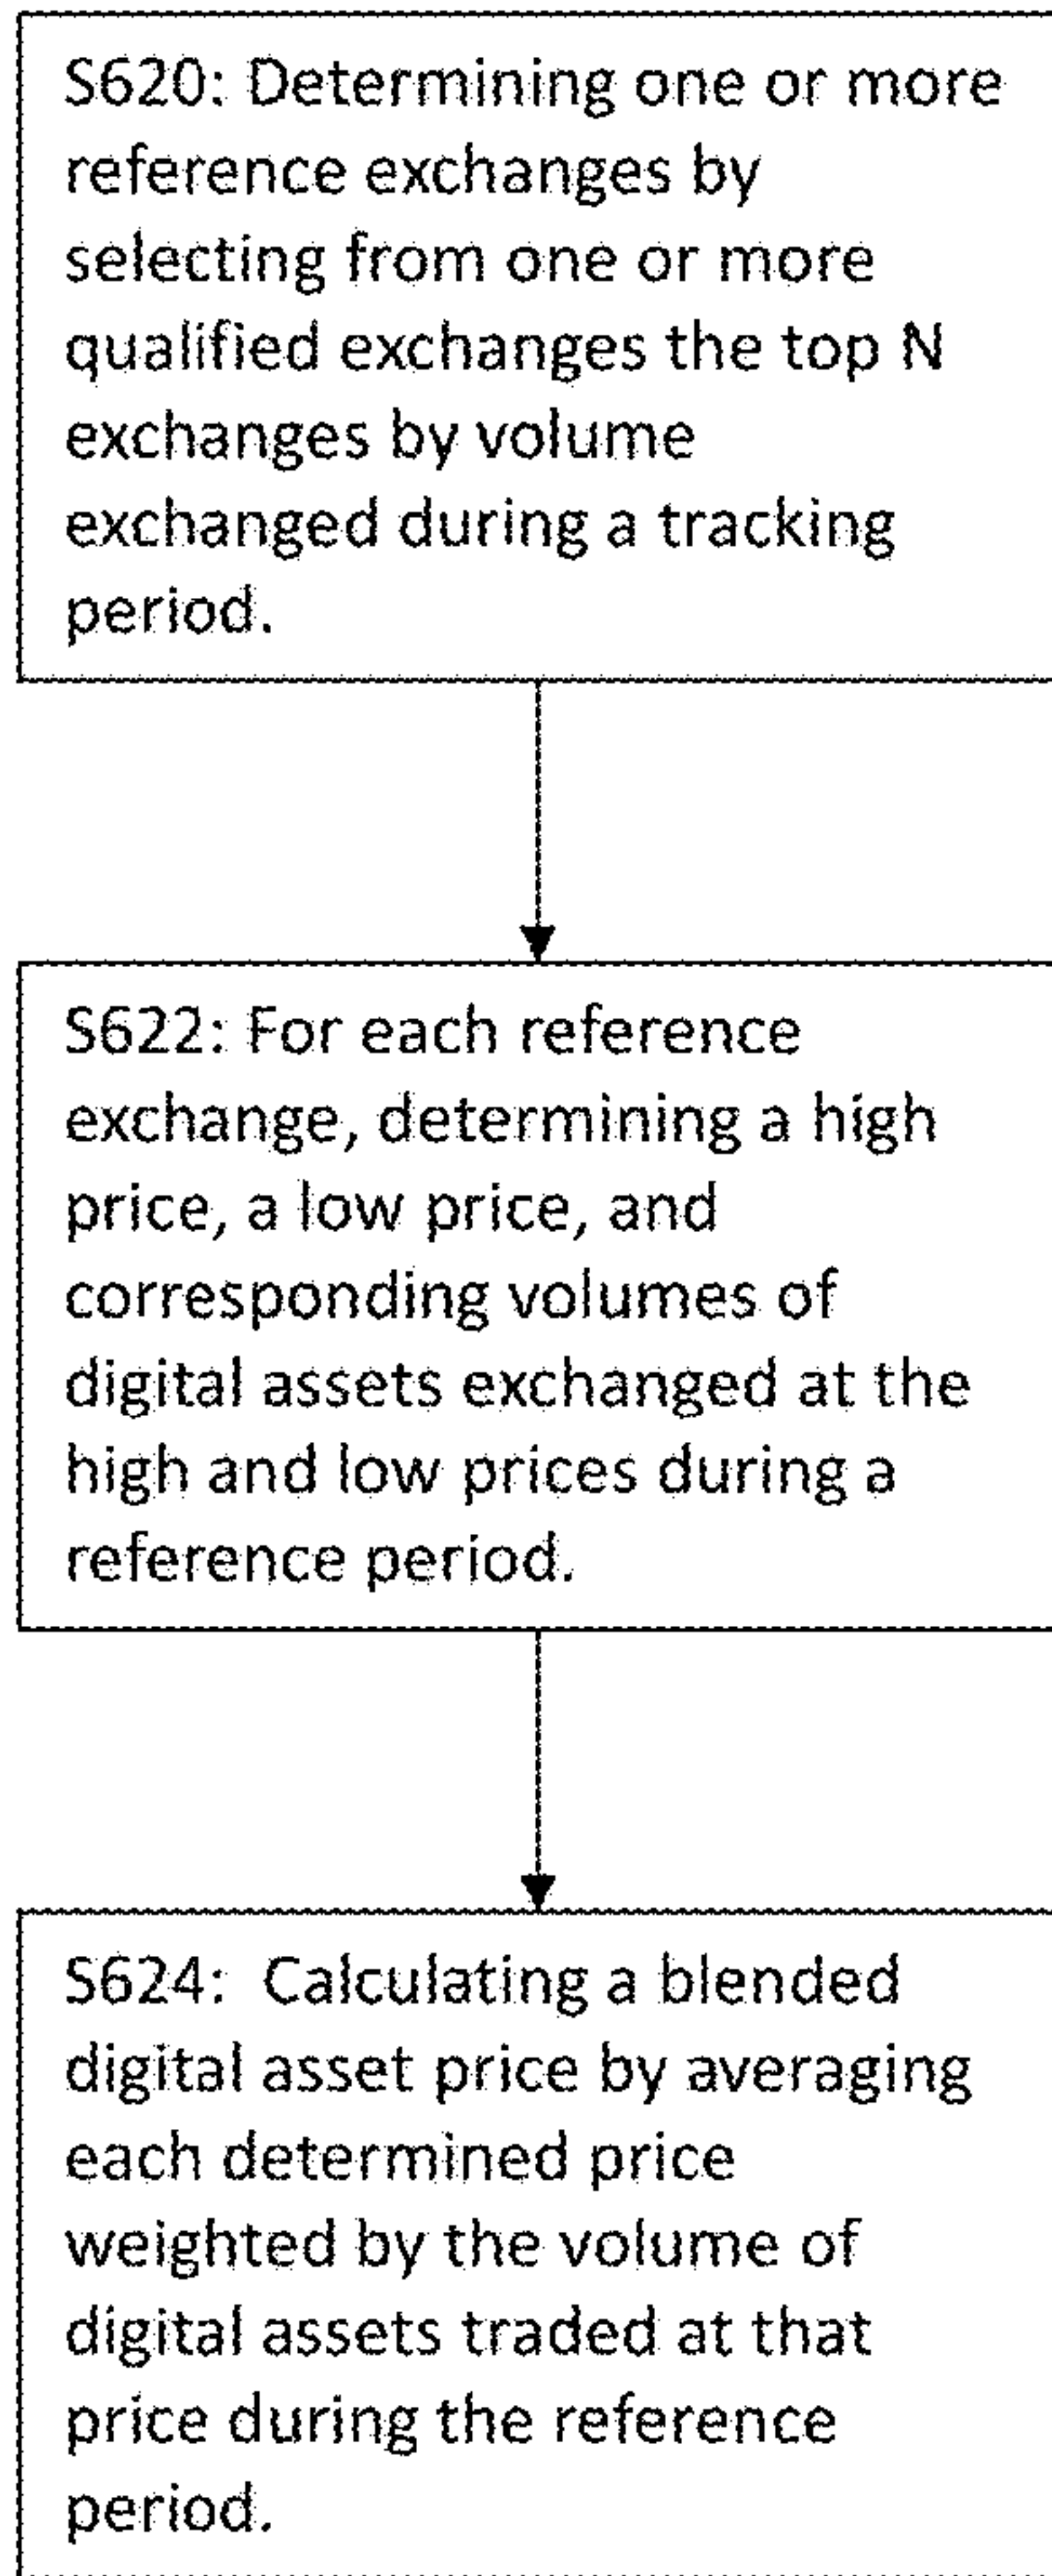 S620: Determining one or more
reference exchanges by
selecting from one or more
qualified exchanges the top N
exchanges by volume
exchanged during a tracking
period.
S622: For each reference
exchange, determining a high
price, a low price, and
corresponding volumes of
digital assets exchanged at the
high and low prices during a
reference period.
S624:  Calculating a blended
digital asset price by averaging
each determined price
weighted by the volume of
digital assets traded at that
price during the reference
period.